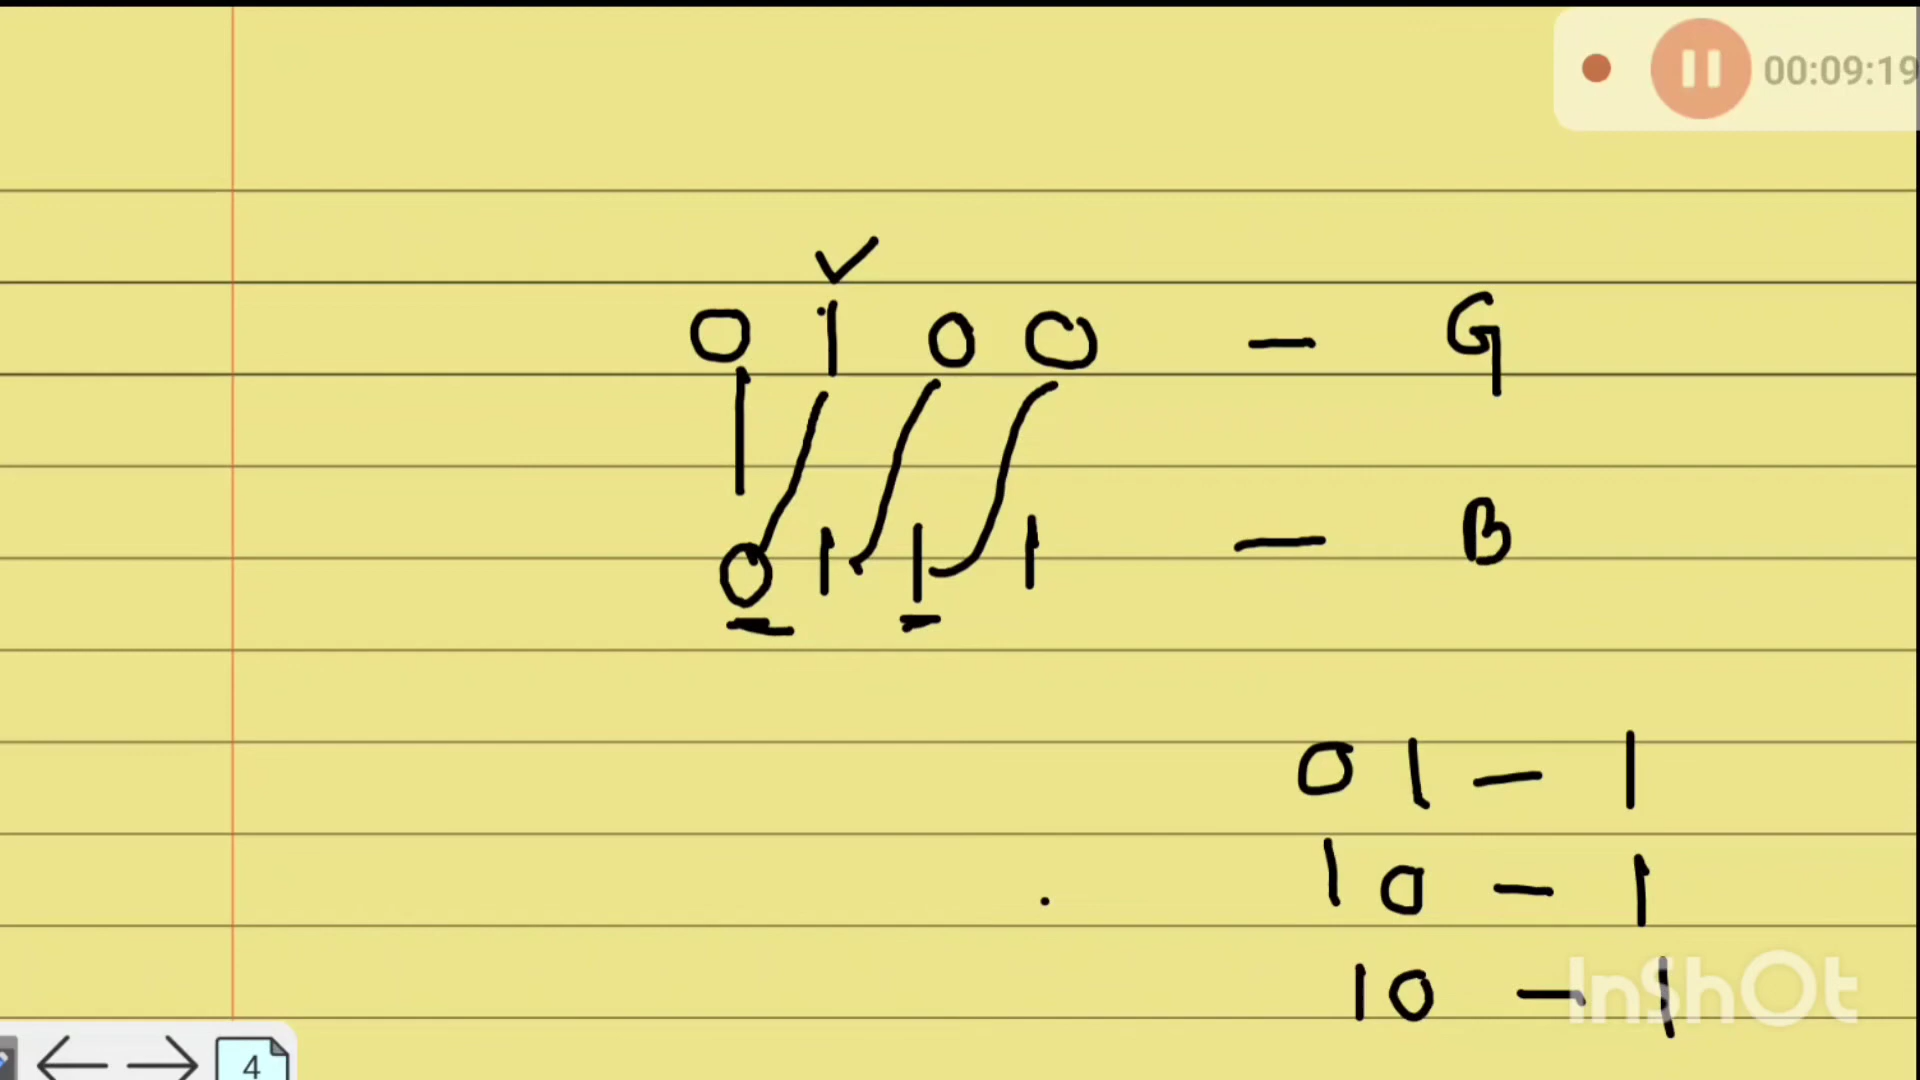 00:09:19
0 1 0 0 — G
0 1 1 1 — B
0 1 — 1
1 0 — 1
1 0 — 1
InShOt
4